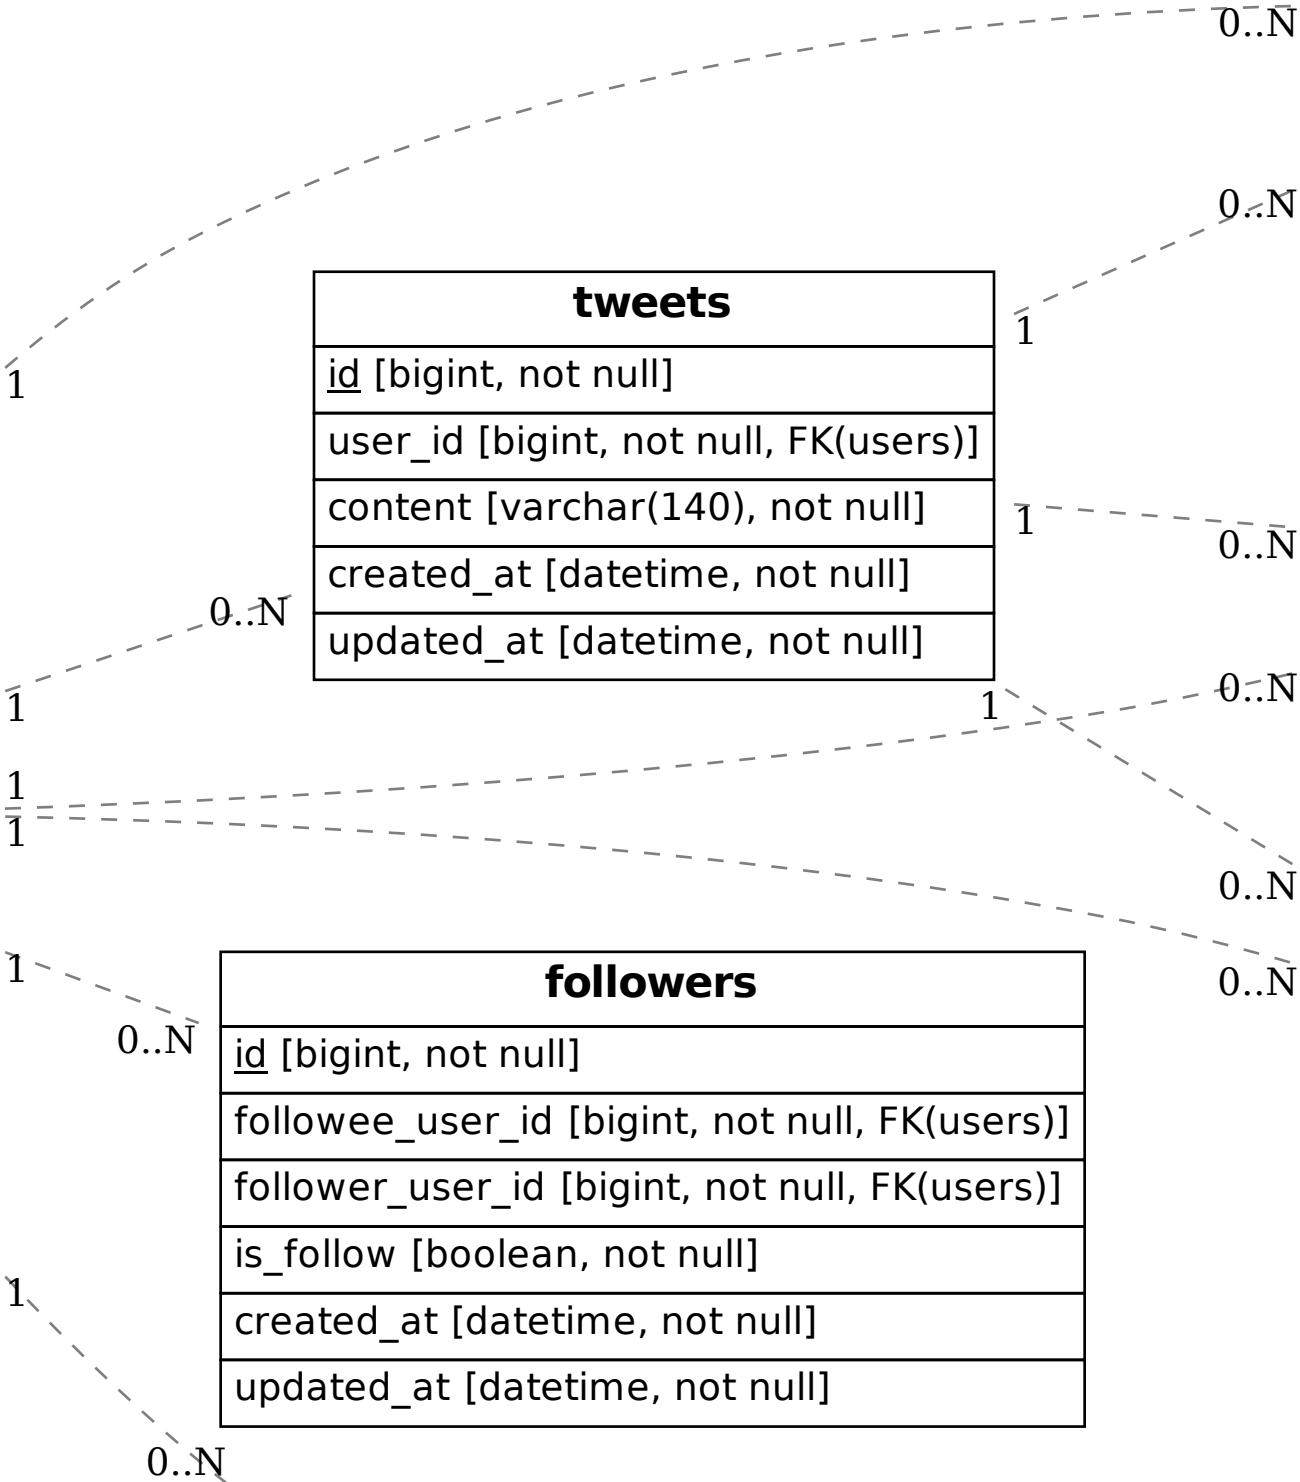 0..N
0..N
tweets
1
id [bigint, not null]
1
user_id [bigint, not null, FK(users)]
content [varchar(140), not null]
1
0..N
created_at [datetime, not null]
0..N
updated_at [datetime, not null]
0..N
1
1
1
1
0..N
1
followers
0..N
0..N
id [bigint, not null]
followee_user_id [bigint, not null, FK(users)]
follower_user_id [bigint, not null, FK(users)]
is_follow [boolean, not null]
1
created_at [datetime, not null]
updated_at [datetime, not null]
0..N